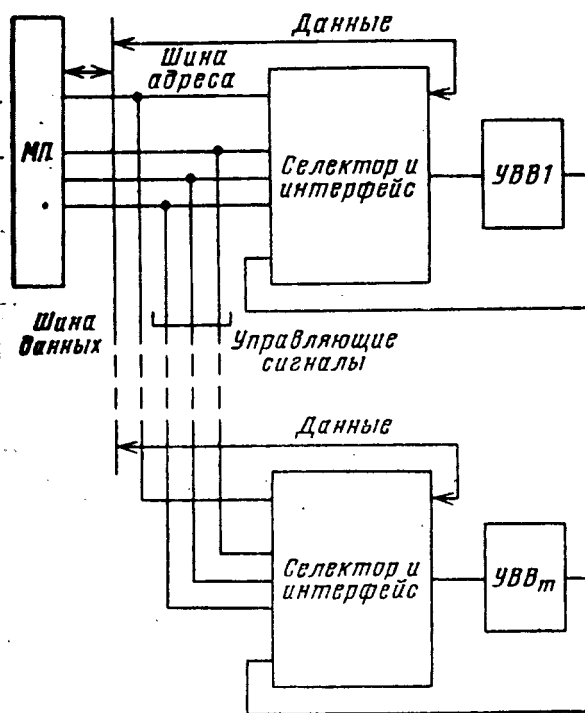 Данные
Шина
адреса
МП
Селектор и
интерфейс
УВВ1
Шина
данных
Управляющие
сигналы
Данные
Селектор и
интерфейс
УВВm